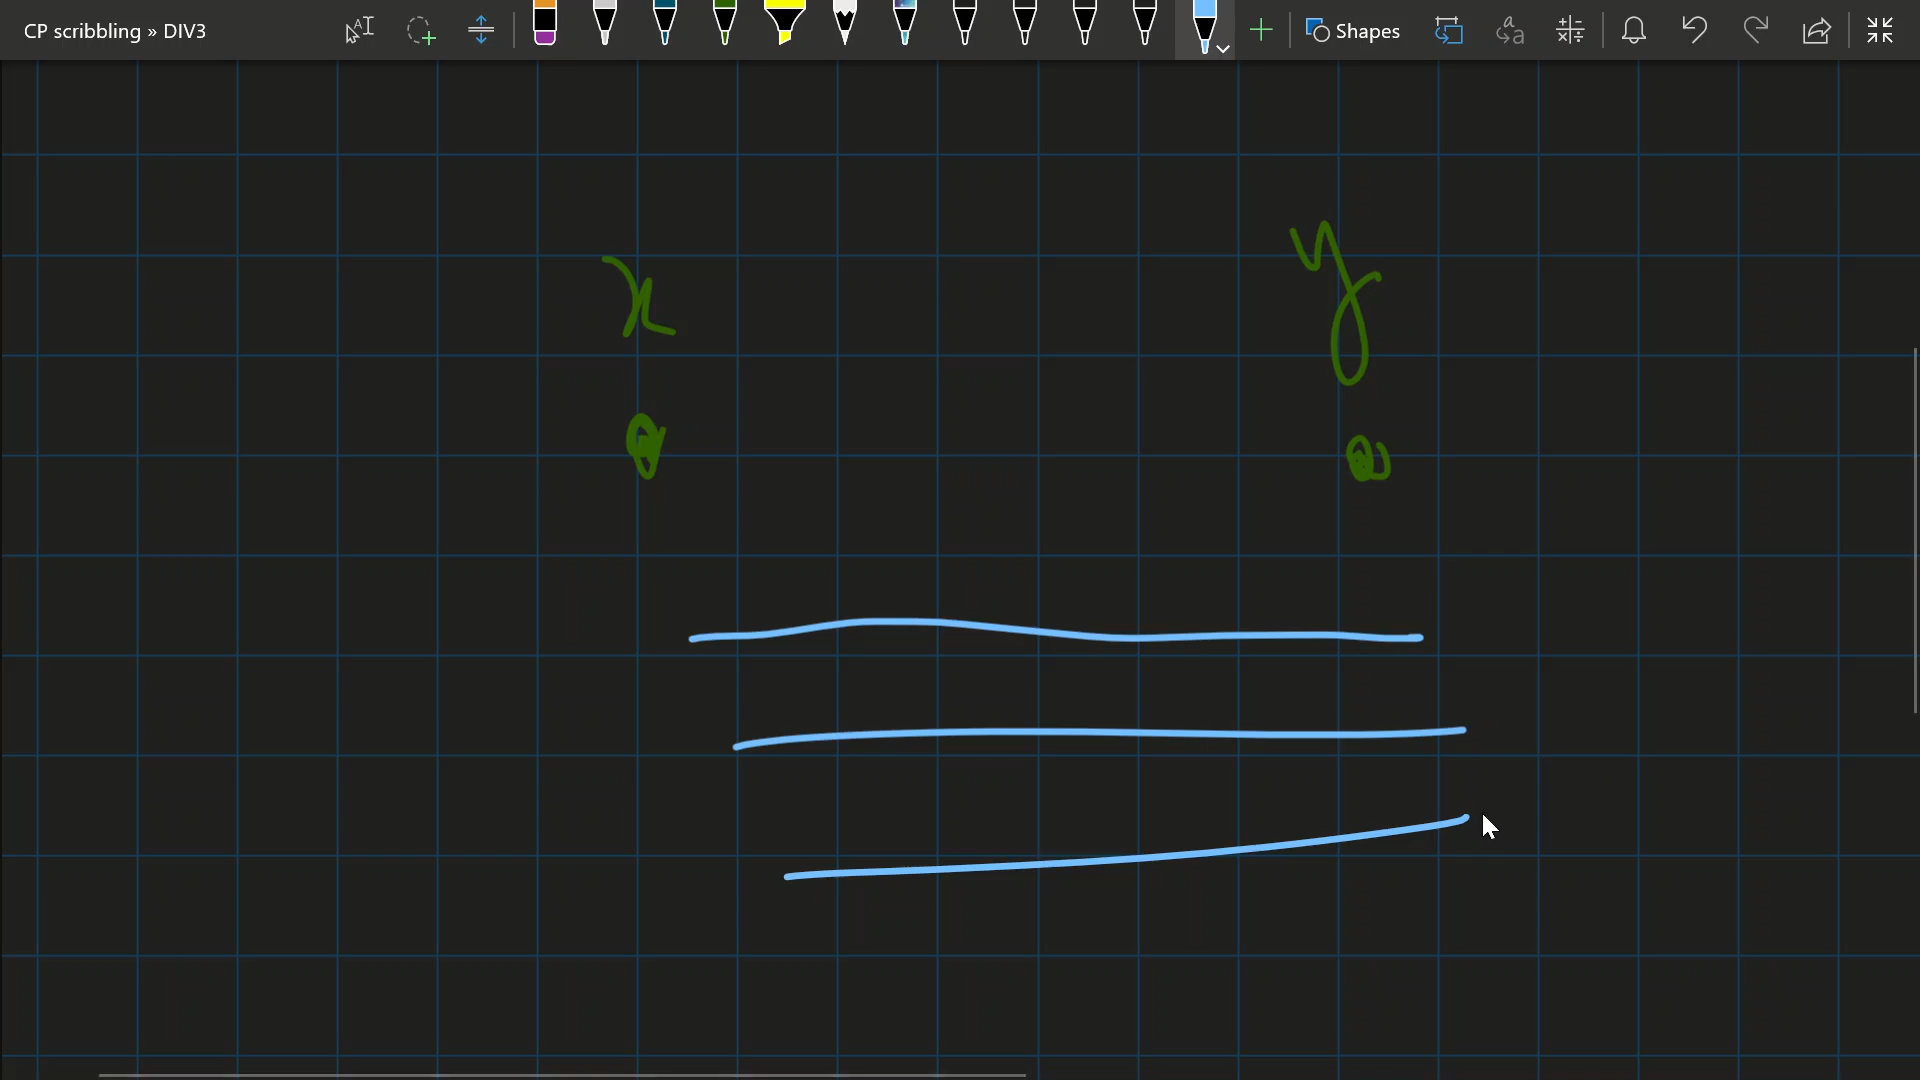 CP scribbling » DIV3
Shapes
x y